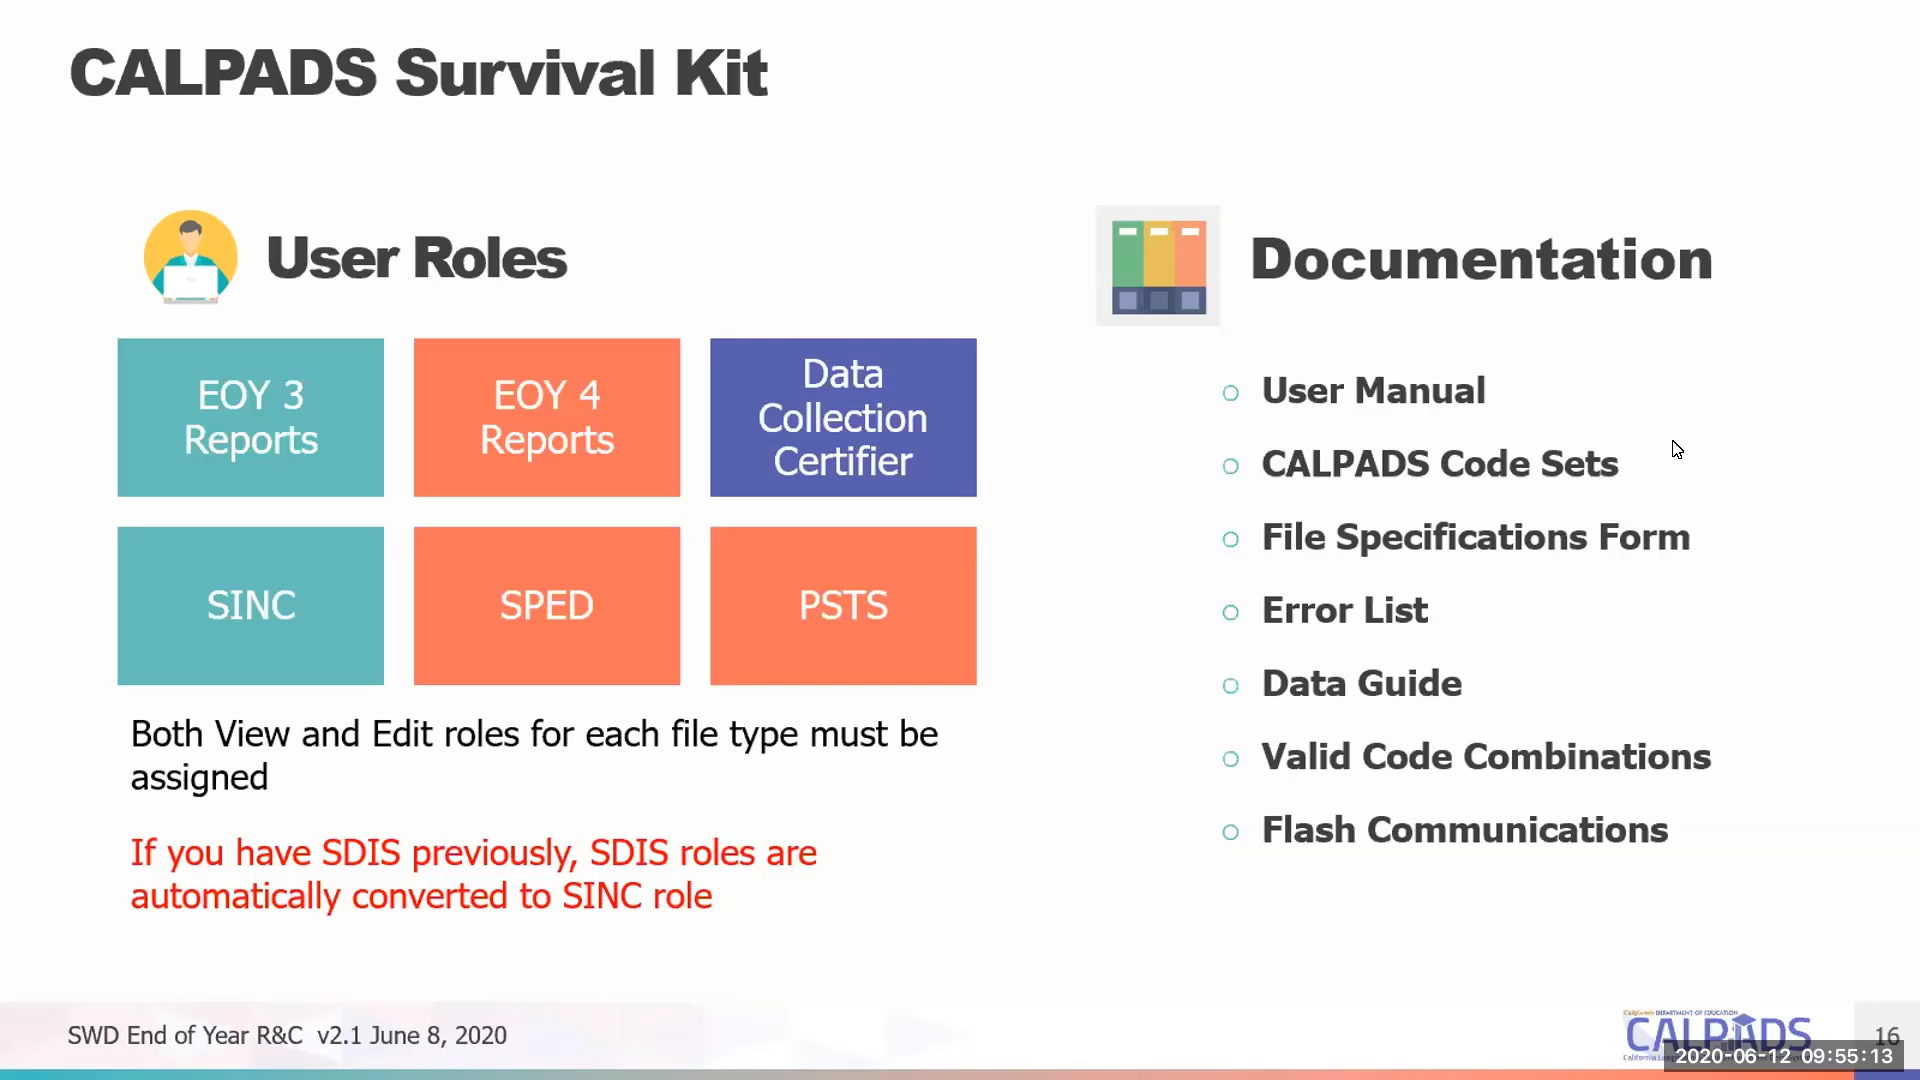 CALPADS Survival Kit
User Roles
EOY 3
Reports
EOY 4
Reports
Data
Collection
Certifier
SINC
SPED
PSTS
Both View and Edit roles for each file type must be
assigned
If you have SDIS previously, SDIS roles are
automatically converted to SINC role
Documentation
User Manual
CALPADS Code Sets
File Specifications Form
Error List
Data Guide
Valid Code Combinations
Flash Communications
SWD End of Year R&C v2.1 June 8, 2020
California DEPARTMENT OF EDUCATION
CALPADS
16
2020-06-12 09:55:13